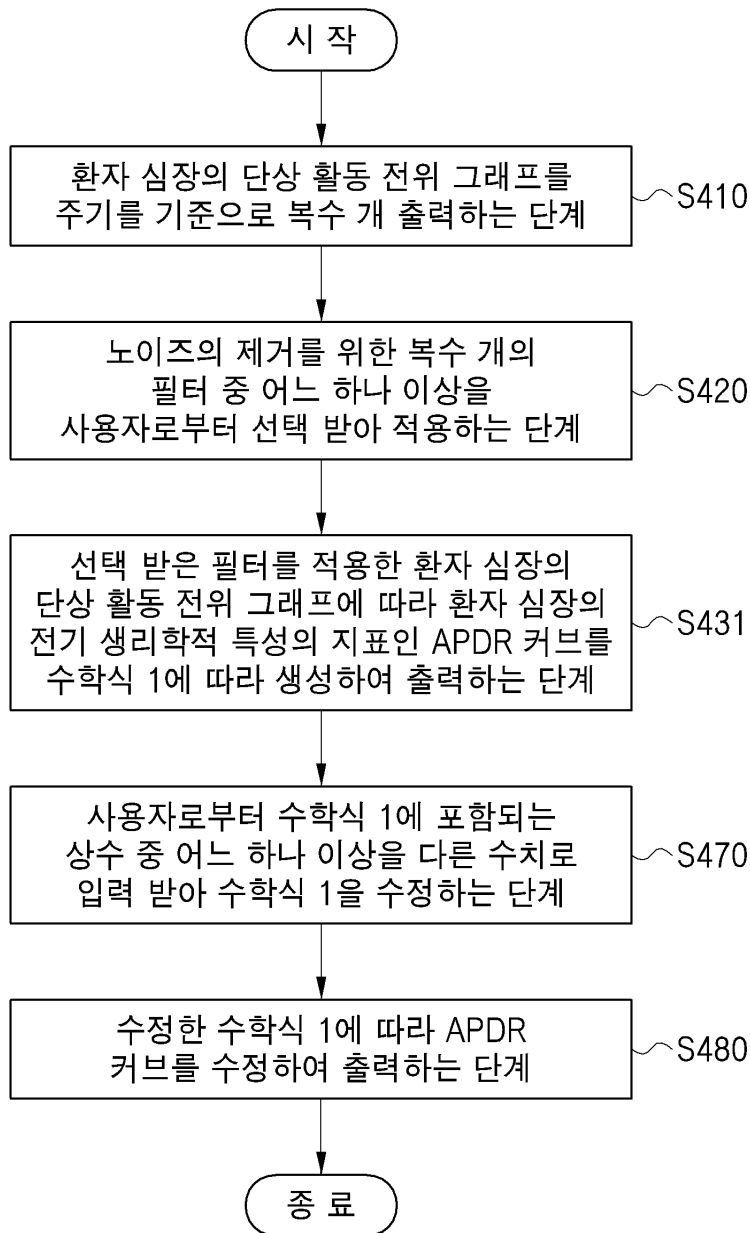 시 작
환자 심장의 단상 활동 전위 그래프를
주기를 기준으로 복수 개 출력하는 단계
S410
노이즈의 제거를 위한 복수 개의
필터 중 어느 하나 이상을
사용자로부터 선택 받아 적용하는 단계
S420
선택 받은 필터를 적용한 환자 심장의
단상 활동 전위 그래프에 따라 환자 심장의
전기 생리학적 특성의 지표인 APDR 커브를
수학식 1에 따라 생성하여 출력하는 단계
S431
사용자로부터 수학식 1에 포함되는
상수 중 어느 하나 이상을 다른 수치로
입력 받아 수학식 1을 수정하는 단계
S470
수정한 수학식 1에 따라 APDR
커브를 수정하여 출력하는 단계
S480
종 료